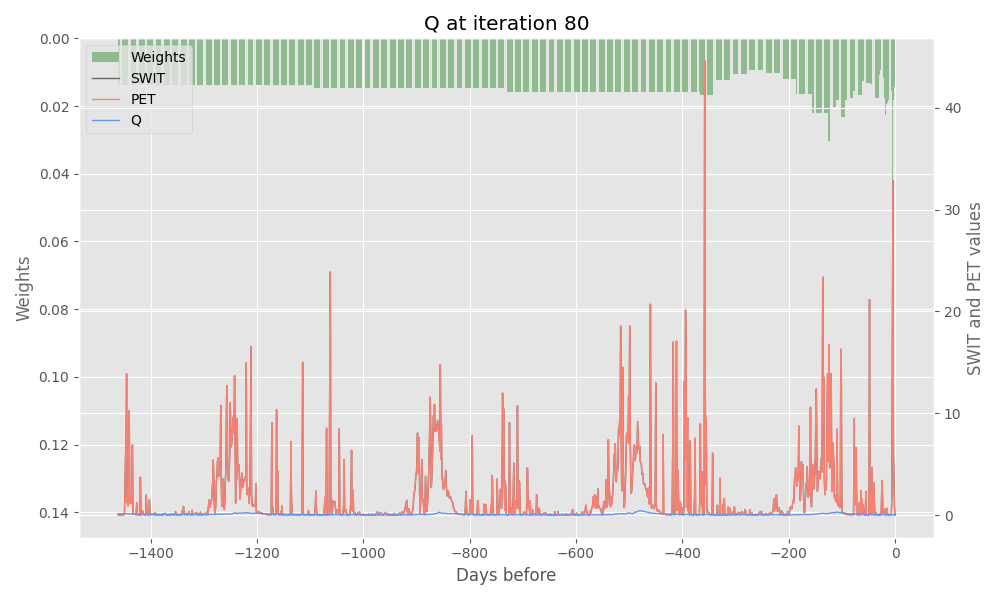 Q at iteration 80
0.00
0.02
0.04
0.06
0.08
0.10
0.12
0.14
Weights
Weights
SWIT
PET
Q
40
30
20
10
0
SWIT and PET values
−1400
−1200
−1000
−800
−600
−400
−200
0
Days before